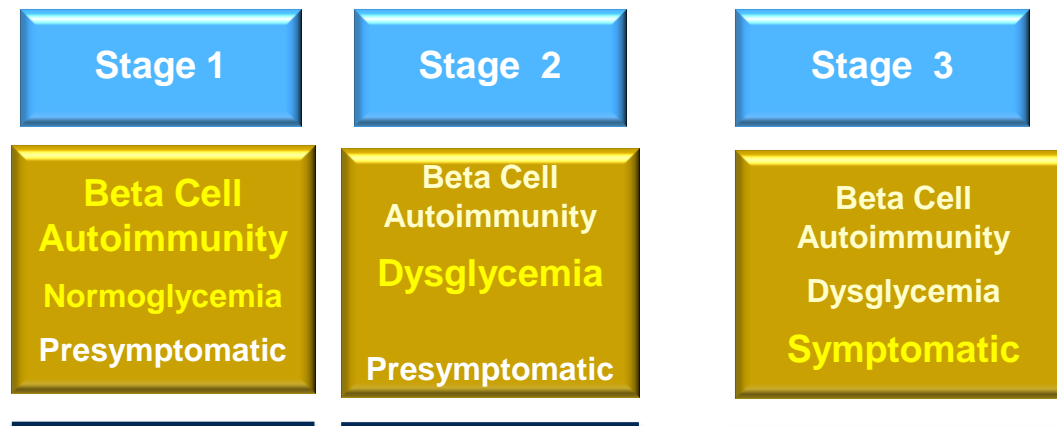 Stage 1
Stage 2
Stage 3
Beta Cell
Autoimmunity
Normoglycemia
Presymptomatic
Beta Cell
Autoimmunity
Dysglycemia
Presymptomatic
Beta Cell
Autoimmunity
Dysglycemia
Symptomatic